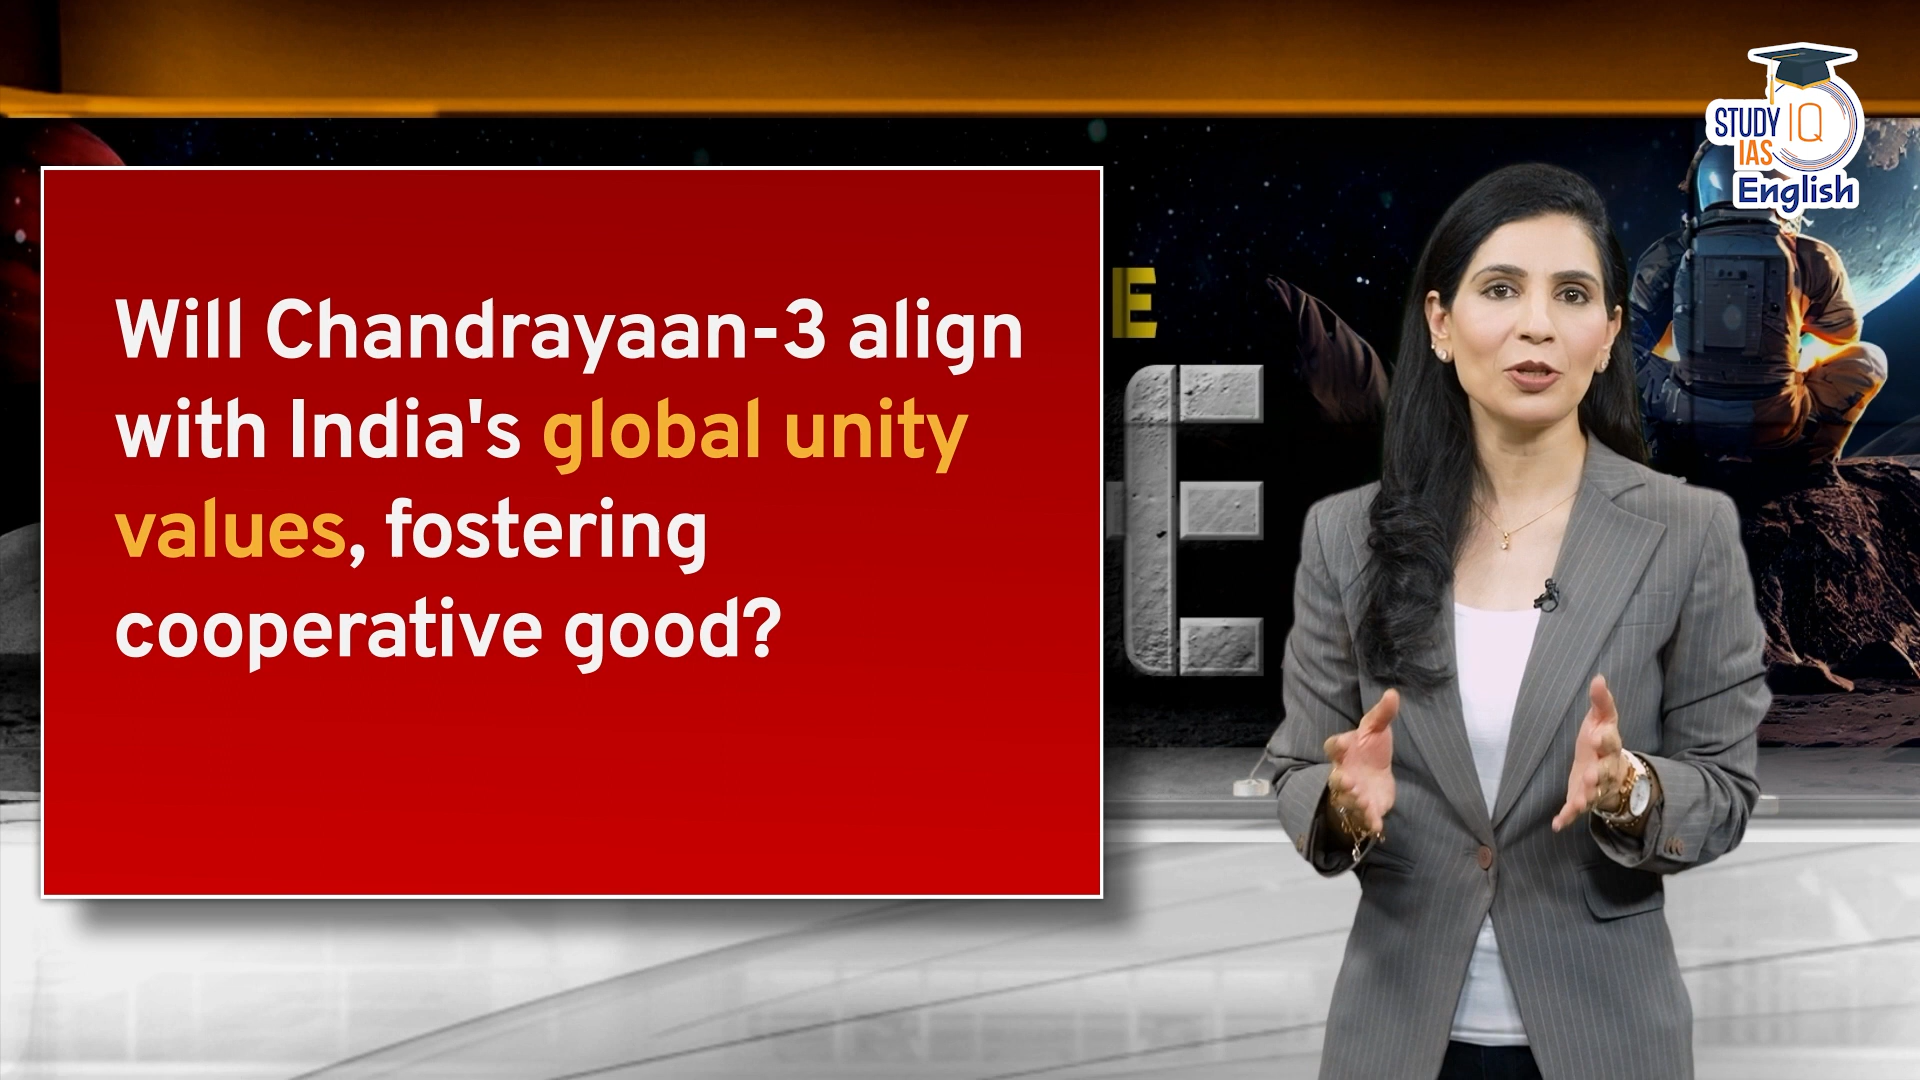 Will Chandrayaan-3 align
with India's global unity
values, fostering
cooperative good?
STUDY IQ
IAS
English
E
E